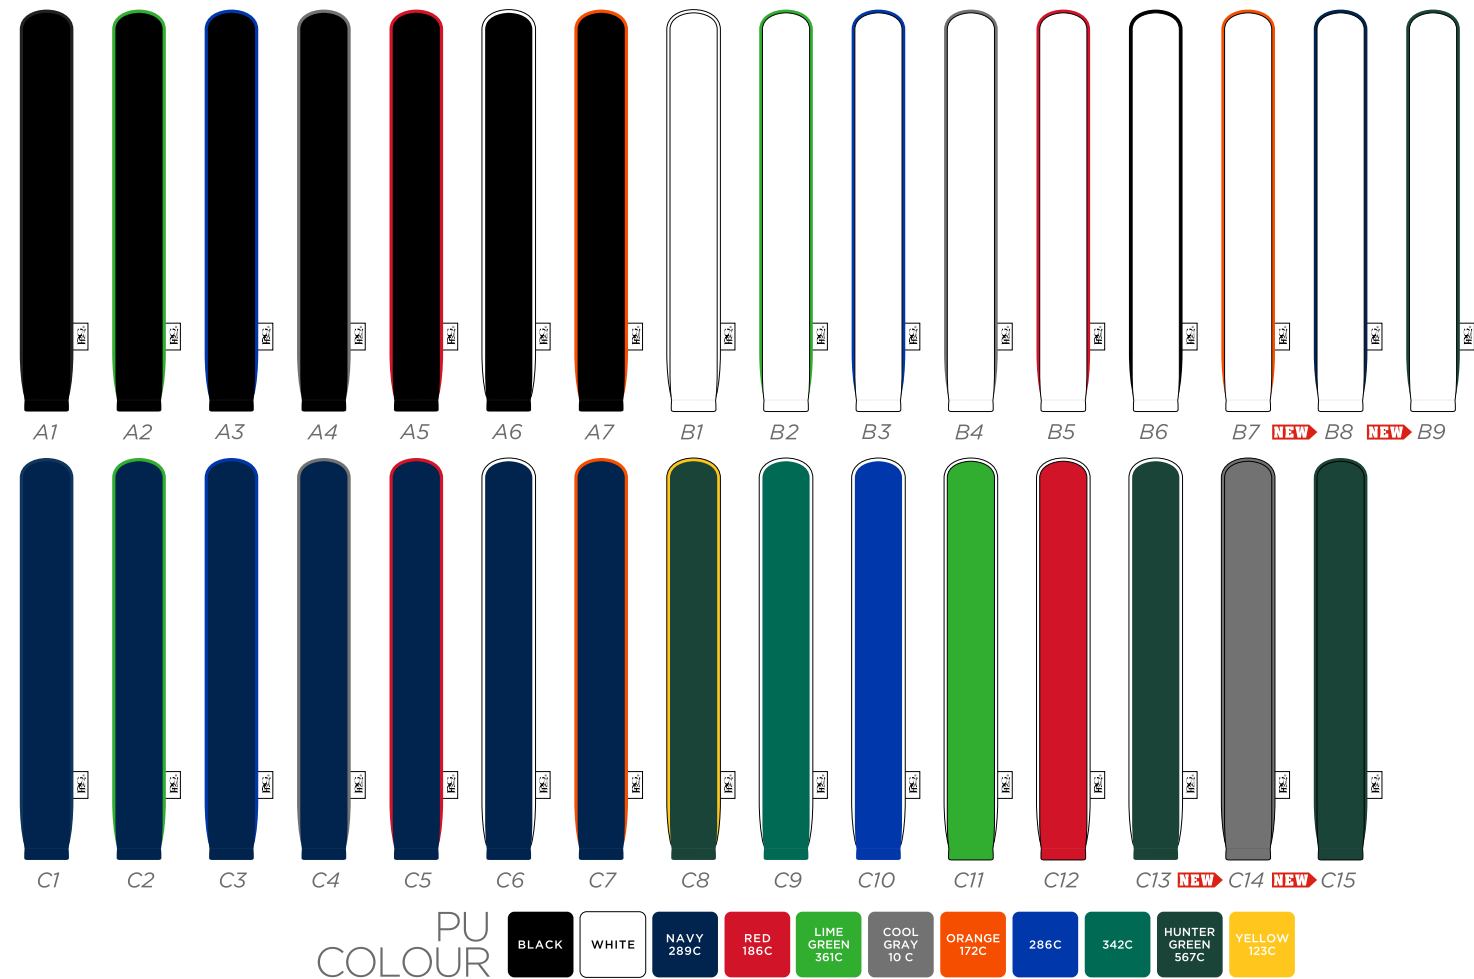 A1 A2 A3 A4 A5 A6 A7 B1 B2 B3 B4 B5 B6 B7 NEW B8 NEW B9
C1 C2 C3 C4 C5 C6 C7 C8 C9 C10 C11 C12 C13 NEW C14 NEW C15
PU
COLOUR
BLACK
WHITE
NAVY
289C
RED
186C
LIME
GREEN
361C
COOL
GRAY
10 C
ORANGE
172C
286C
342C
HUNTER
GREEN
567C
YELLOW
123C